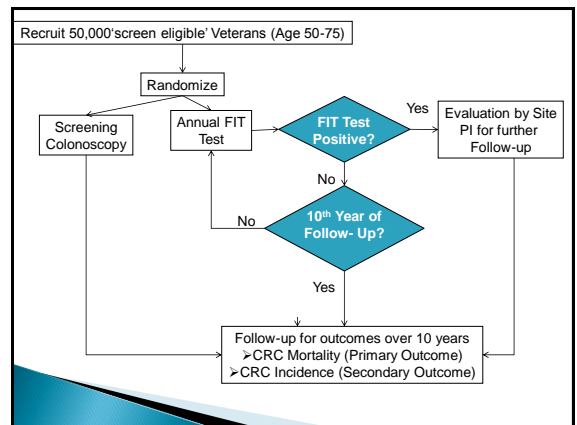 Recruit 50,000‘screen eligible’ Veterans (Age 50-75)
Randomize
Screening
Colonoscopy
Annual FIT
Test
FIT Test
Positive?
Yes
Evaluation by Site
PI for further
Follow-up
No
10th Year of
Follow- Up?
No
Yes
Follow-up for outcomes over 10 years
➢CRC Mortality (Primary Outcome)
➢CRC Incidence (Secondary Outcome)